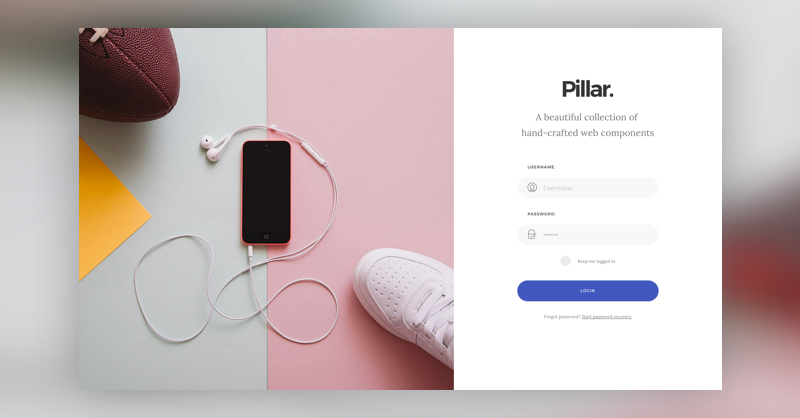 Pillar.
A beautiful collection of
hand-crafted web components
USERNAME:
Username
PASSWORD:
••••••
Keep me logged in
LOGIN
Forgot password? Start password recovery